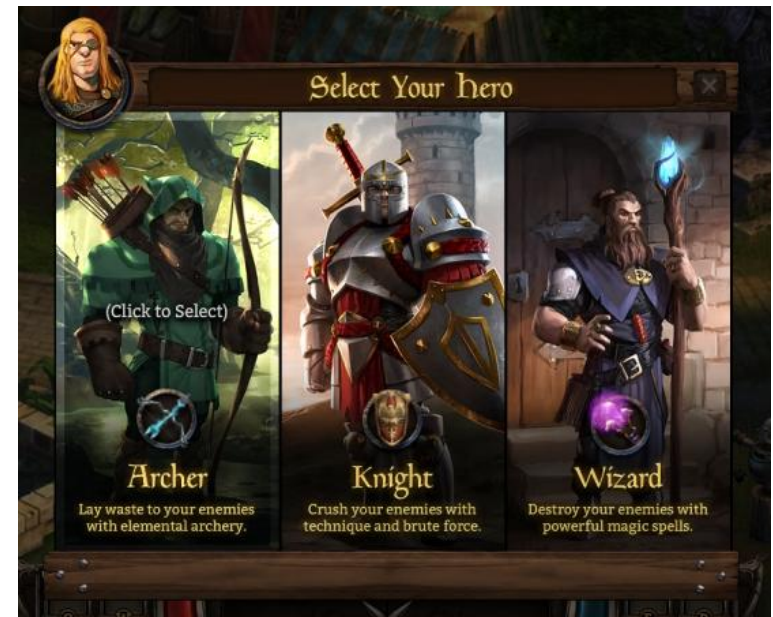 Select Your Hero
(Click to Select)
Archer
Lay waste to your enemies
with elemental archery.
Knight
Crush your enemies with
technique and brute force.
Wizard
Destroy your enemies with
powerful magic spells.